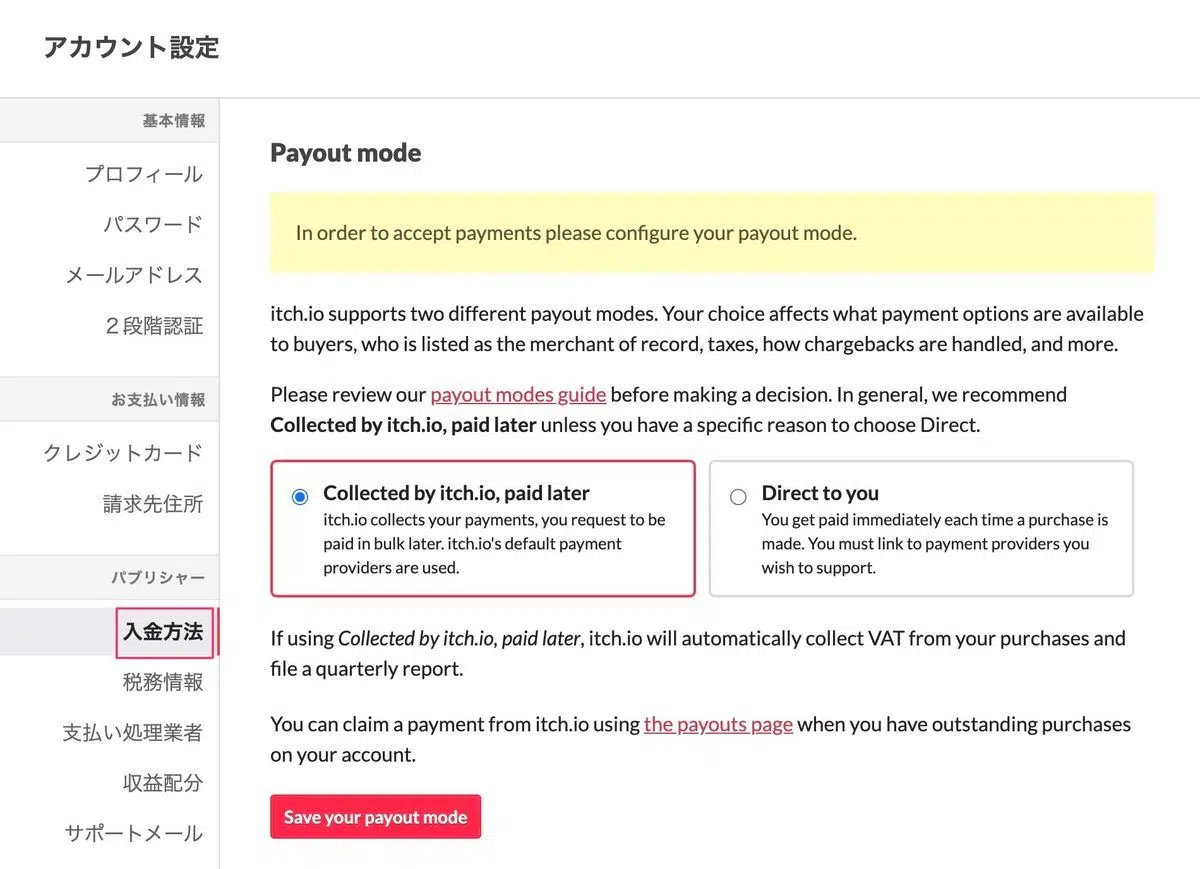 アカウント設定
基本情報
プロフィール
パスワード
メールアドレス
２段階認証
お支払い情報
クレジットカード
請求先住所
パブリシャー
入金方法
税務情報
支払い処理業者
収益配分
サポートメール
Payout mode
In order to accept payments please configure your payout mode.
itch.io supports two different payout modes. Your choice affects what payment options are available
to buyers, who is listed as the merchant of record, taxes, how chargebacks are handled, and more.
Please review our payout modes guide before making a decision. In general, we recommend
Collected by itch.io, paid later unless you have a specific reason to choose Direct.
Collected by itch.io, paid later
itch.io collects your payments, you request to be
paid in bulk later. itch.io's default payment
providers are used.
Direct to you
You get paid immediately each time a purchase is
made. You must link to payment providers you
wish to support.
If using Collected by itch.io, paid later, itch.io will automatically collect VAT from your purchases and
file a quarterly report.
You can claim a payment from itch.io using the payouts page when you have outstanding purchases
on your account.
Save your payout mode